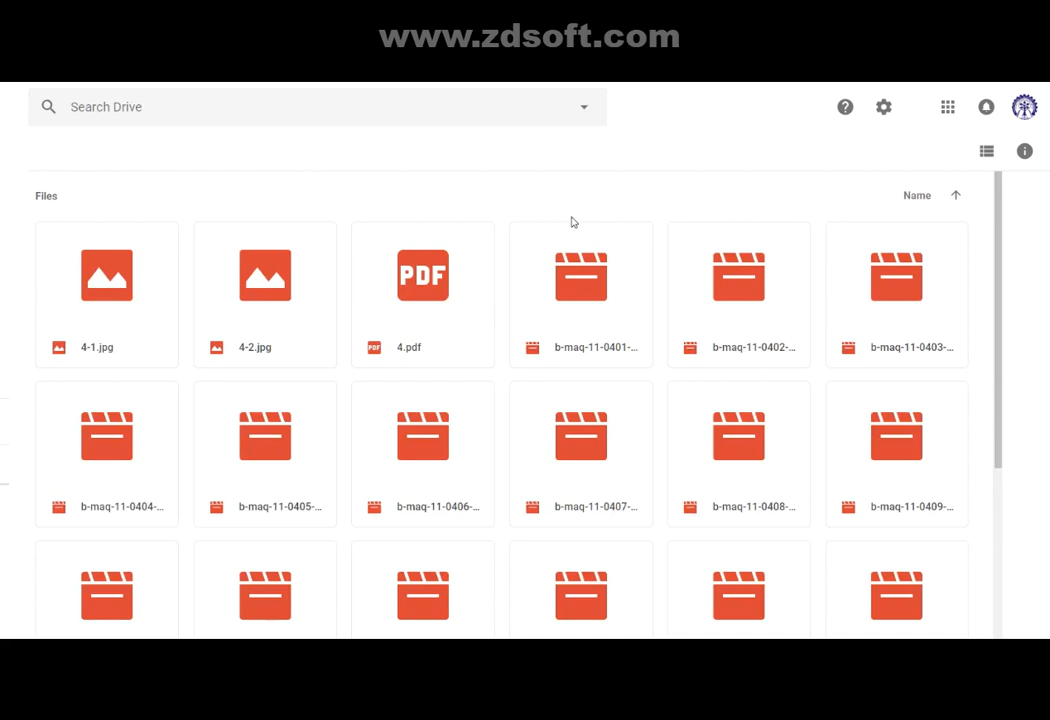 www.zdsoft.com
Search Drive
Files
Name
4-1.jpg
4-2.jpg
PDF
PDF 4.pdf
b-maq-11-0401-...
b-maq-11-0402-...
b-maq-11-0403-...
b-maq-11-0404-...
b-maq-11-0405-...
b-maq-11-0406-...
b-maq-11-0407-...
b-maq-11-0408-...
b-maq-11-0409-...